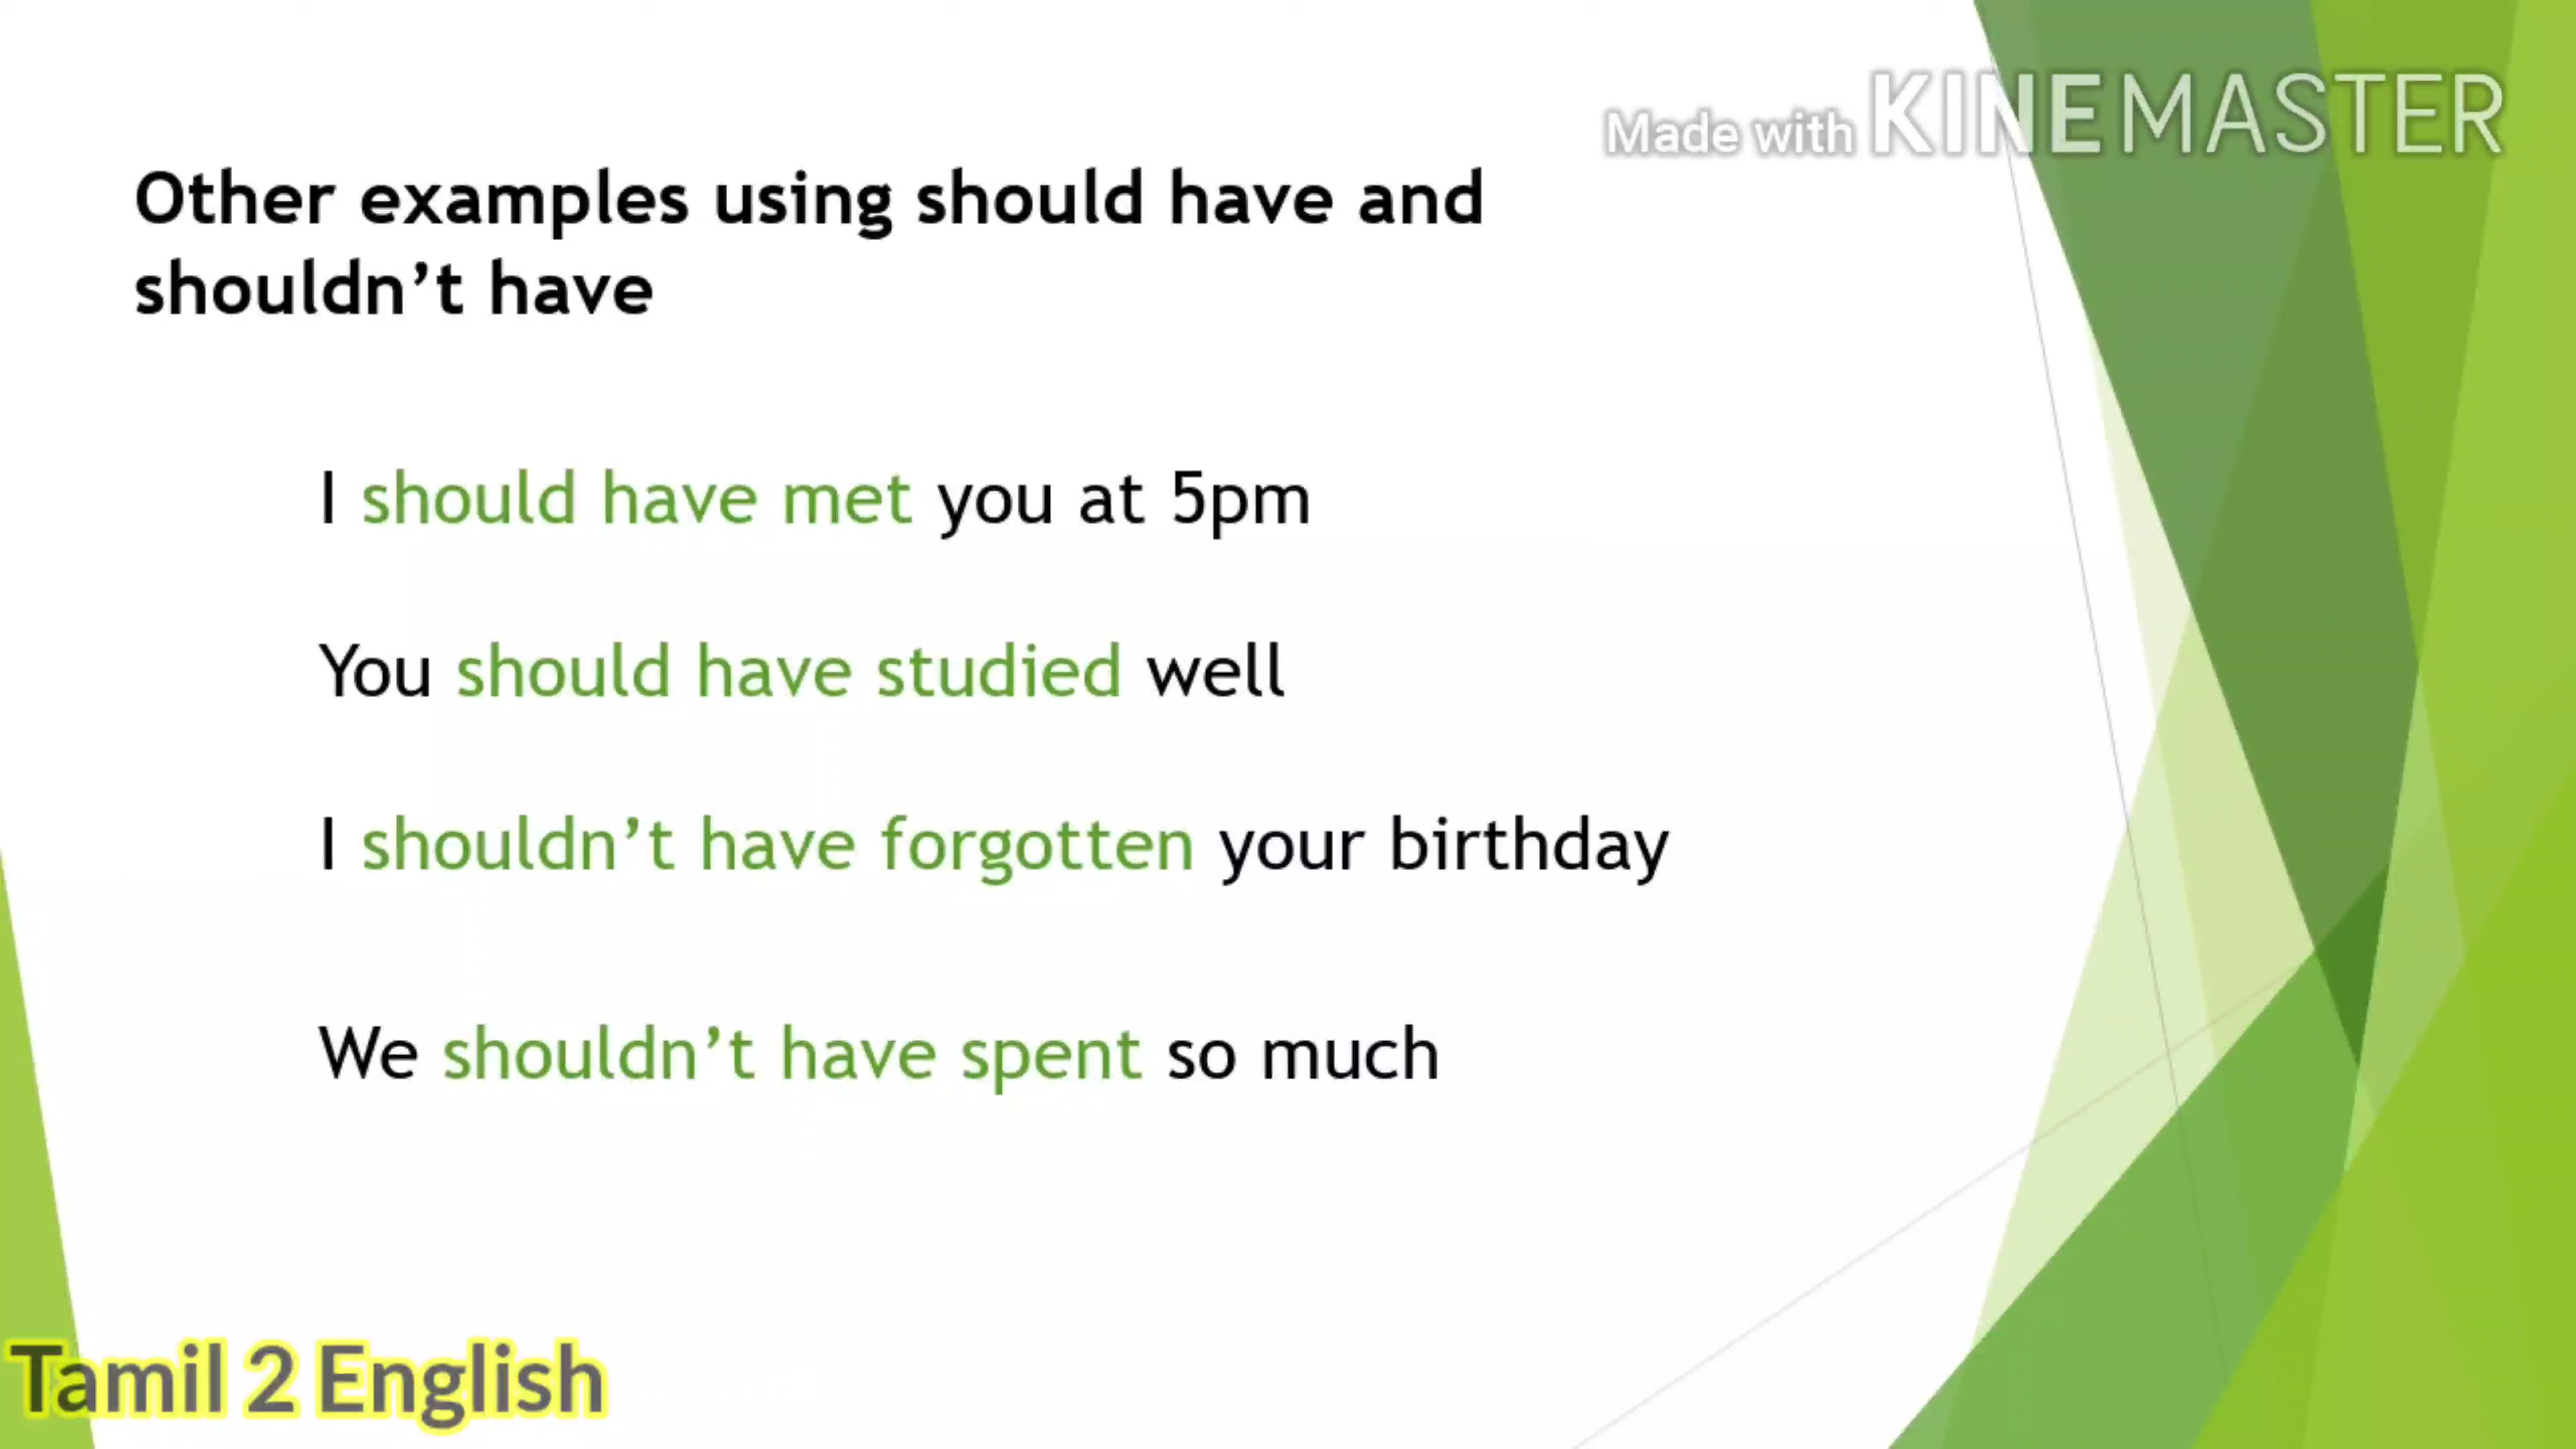 Made with KINEMASTER
Other examples using should have and
shouldn’t have
I should have met you at 5pm
You should have studied well
I shouldn’t have forgotten your birthday
We shouldn’t have spent so much
Tamil 2 English